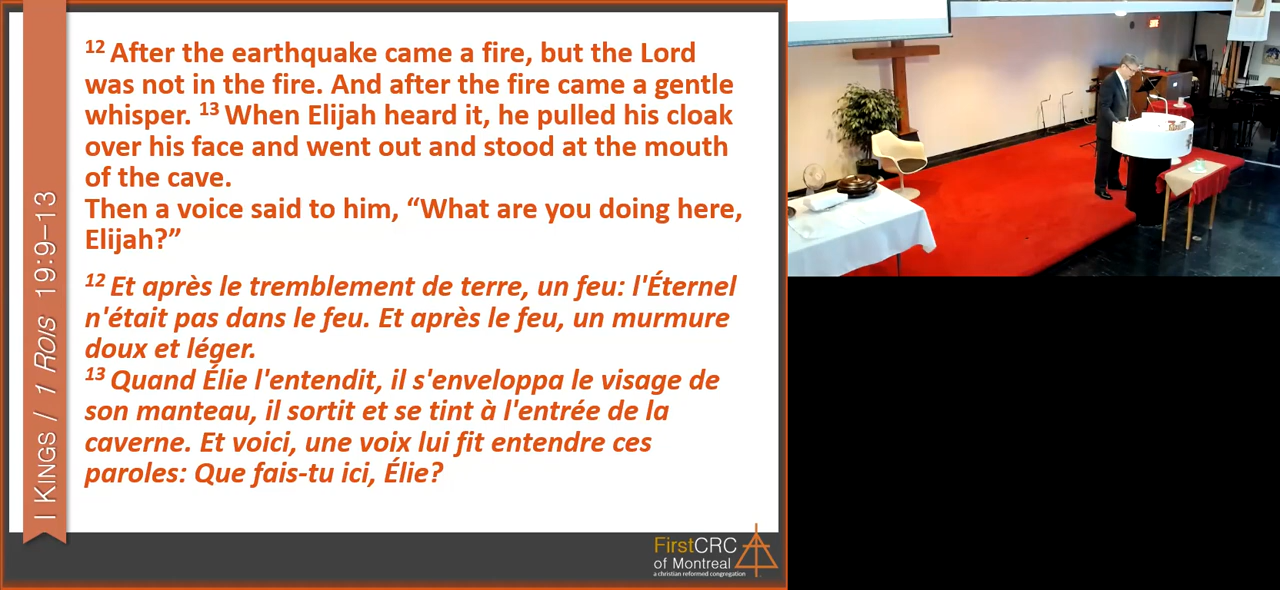 12 After the earthquake came a fire, but the Lord
was not in the fire. And after the fire came a gentle
whisper. 13 When Elijah heard it, he pulled his cloak
over his face and went out and stood at the mouth
of the cave.
Then a voice said to him, “What are you doing here,
Elijah?”
12 Et après le tremblement de terre, un feu: l'Éternel
n'était pas dans le feu. Et après le feu, un murmure
doux et léger.
13 Quand Élie l'entendit, il s'enveloppa le visage de
son manteau, il sortit et se tint à l'entrée de la
caverne. Et voici, une voix lui fit entendre ces
paroles: Que fais-tu ici, Élie?
I KINGS / 1 ROIS 19:9–13
FirstCRC
of Montreal
a christian reformed congregation